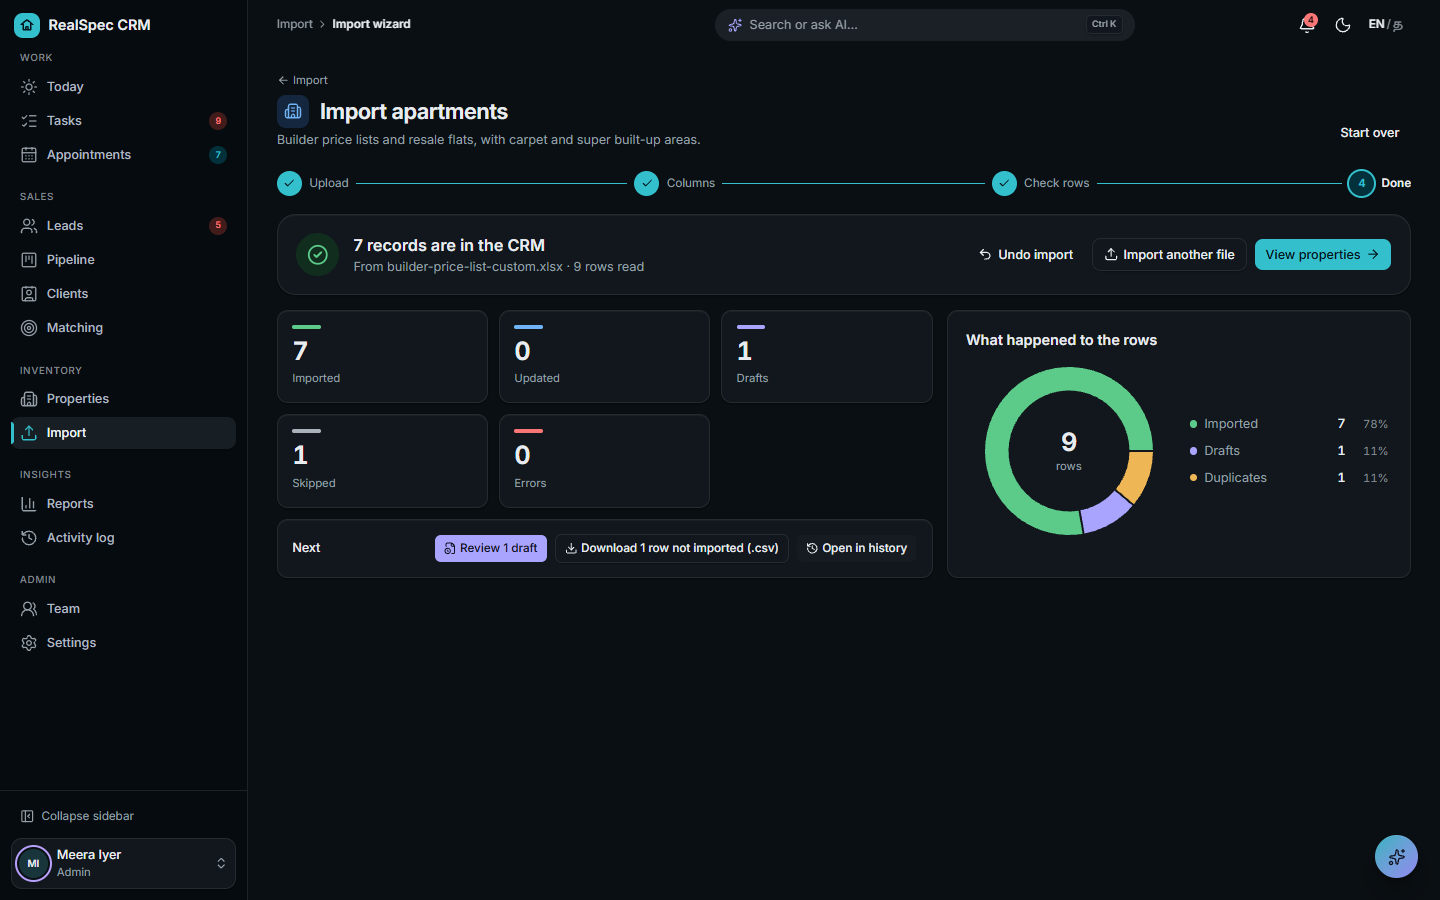 RealSpec CRM
WORK
Today
Tasks 9
Appointments 7
SALES
Leads 5
Pipeline
Clients
Matching
INVENTORY
Properties
Import
INSIGHTS
Reports
Activity log
ADMIN
Team
Settings
Collapse sidebar
MI
Meera Iyer
Admin
Import > Import wizard
Search or ask AI... Ctrl K
4
EN / த
← Import
Import apartments
Builder price lists and resale flats, with carpet and super built-up areas.
Start over
Upload
Columns
Check rows
4 Done
7 records are in the CRM
From builder-price-list-custom.xlsx · 9 rows read
Undo import
Import another file
View properties →
7
Imported
0
Updated
1
Drafts
1
Skipped
0
Errors
Next
Review 1 draft
Download 1 row not imported (.csv)
Open in history
What happened to the rows
9
rows
Imported 7 78%
Drafts 1 11%
Duplicates 1 11%